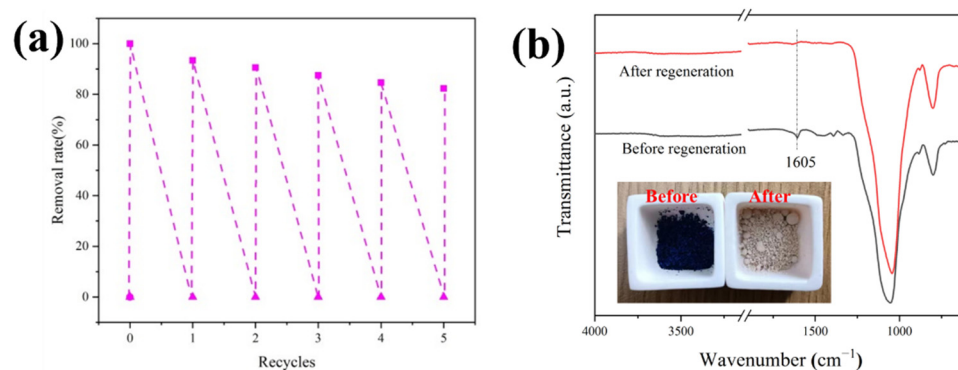 (a)
100
80
60
40
20
0
Removal rate(%)
0 1 2 3 4 5
Recycles
(b)
After regeneration
Before regeneration
1605
Before After
Transmittance (a.u.)
4000 3250 1500 1000
Wavenumber (cm⁻¹)